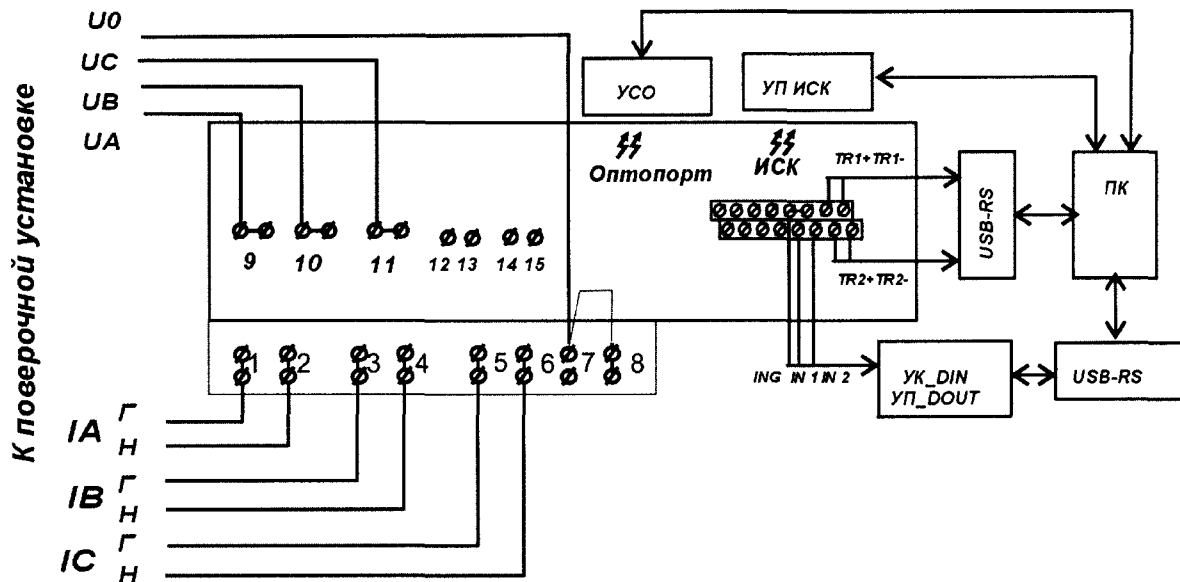 К поверочной установке
U0
UC
UB
UA
УСО
УП ИСК
Оптопорт
ИСК
TR1+TR1-
USB-RS
ПК
9 10 11 12 13 14 15
TR2+TR2-
1 2 3 4 5 6 7 8
ING IN 1 IN 2
УК_DIN
УП_DOUT
USB-RS
IA Г
Н
IB Г
Н
IC Г
Н